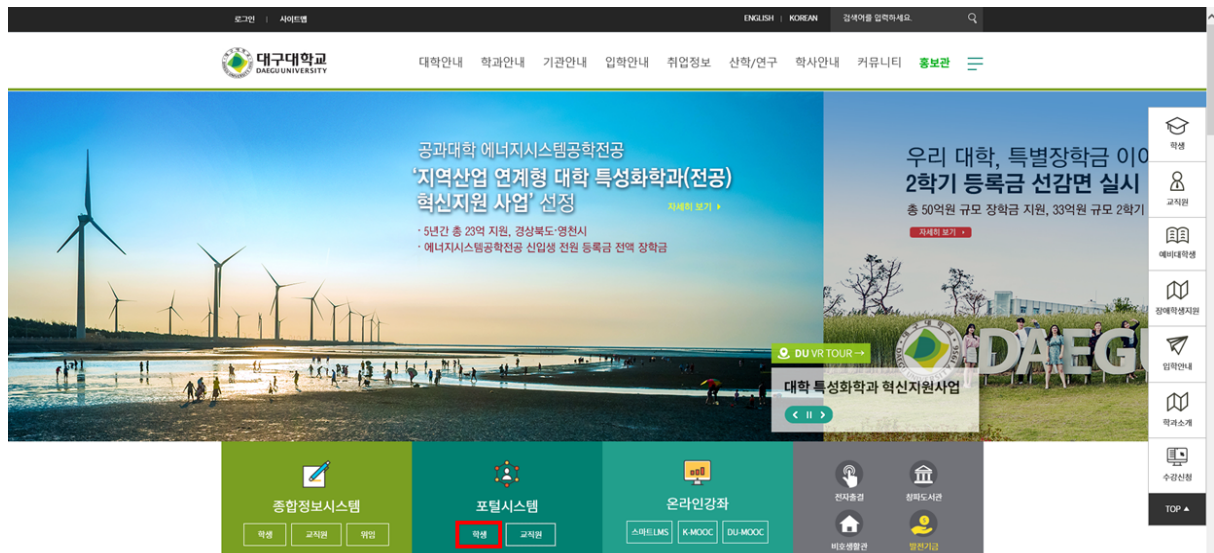 로그인 | 사이트맵
ENGLISH | KOREAN
검색어를 입력하세요.
대구대학교
DAEGU UNIVERSITY
대학안내 학과안내 기관안내 입학안내 취업정보 산학/연구 학사안내 커뮤니티 홍보관
공과대학 에너지시스템공학전공
'지역산업 연계형 대학 특성화학과(전공)
혁신지원 사업' 선정
자세히 보기
· 5년간 총 23억 지원, 경상북도·영천시
· 에너지시스템공학전공 신입생 전원 등록금 전액 장학금
우리 대학, 특별장학금 이어
2학기 등록금 선감면 실시
총 50억원 규모 장학금 지원, 33억원 규모 2학기
자세히 보기
DAEGU
DU VR TOUR →
대학 특성화학과 혁신지원사업
학생
교직원
예비대학생
장애학생지원
입학안내
학과소개
수강신청
TOP ▲
종합정보시스템
학생 교직원 위임
포털시스템
학생 교직원
온라인강좌
스마트LMS K-MOOC DU-MOOC
전자출결 창파도서관
비호생활관 발전기금